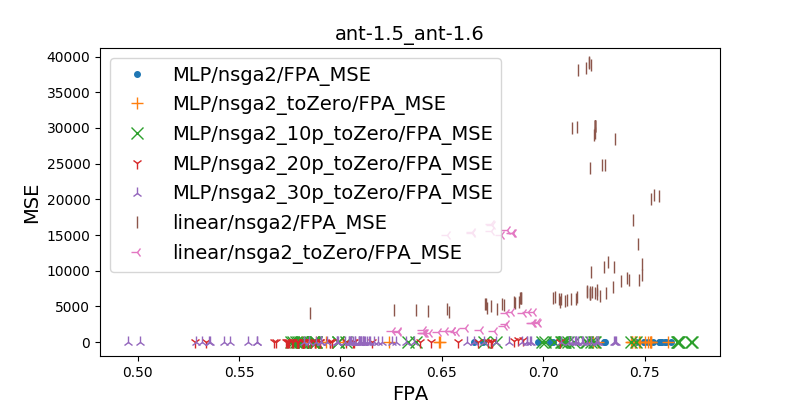 ant-1.5_ant-1.6
40000
35000
30000
25000
20000
15000
10000
5000
0
MSE
MLP/nsga2/FPA_MSE
MLP/nsga2_toZero/FPA_MSE
MLP/nsga2_10p_toZero/FPA_MSE
MLP/nsga2_20p_toZero/FPA_MSE
MLP/nsga2_30p_toZero/FPA_MSE
linear/nsga2/FPA_MSE
linear/nsga2_toZero/FPA_MSE
0.50 0.55 0.60 0.65 0.70 0.75
FPA